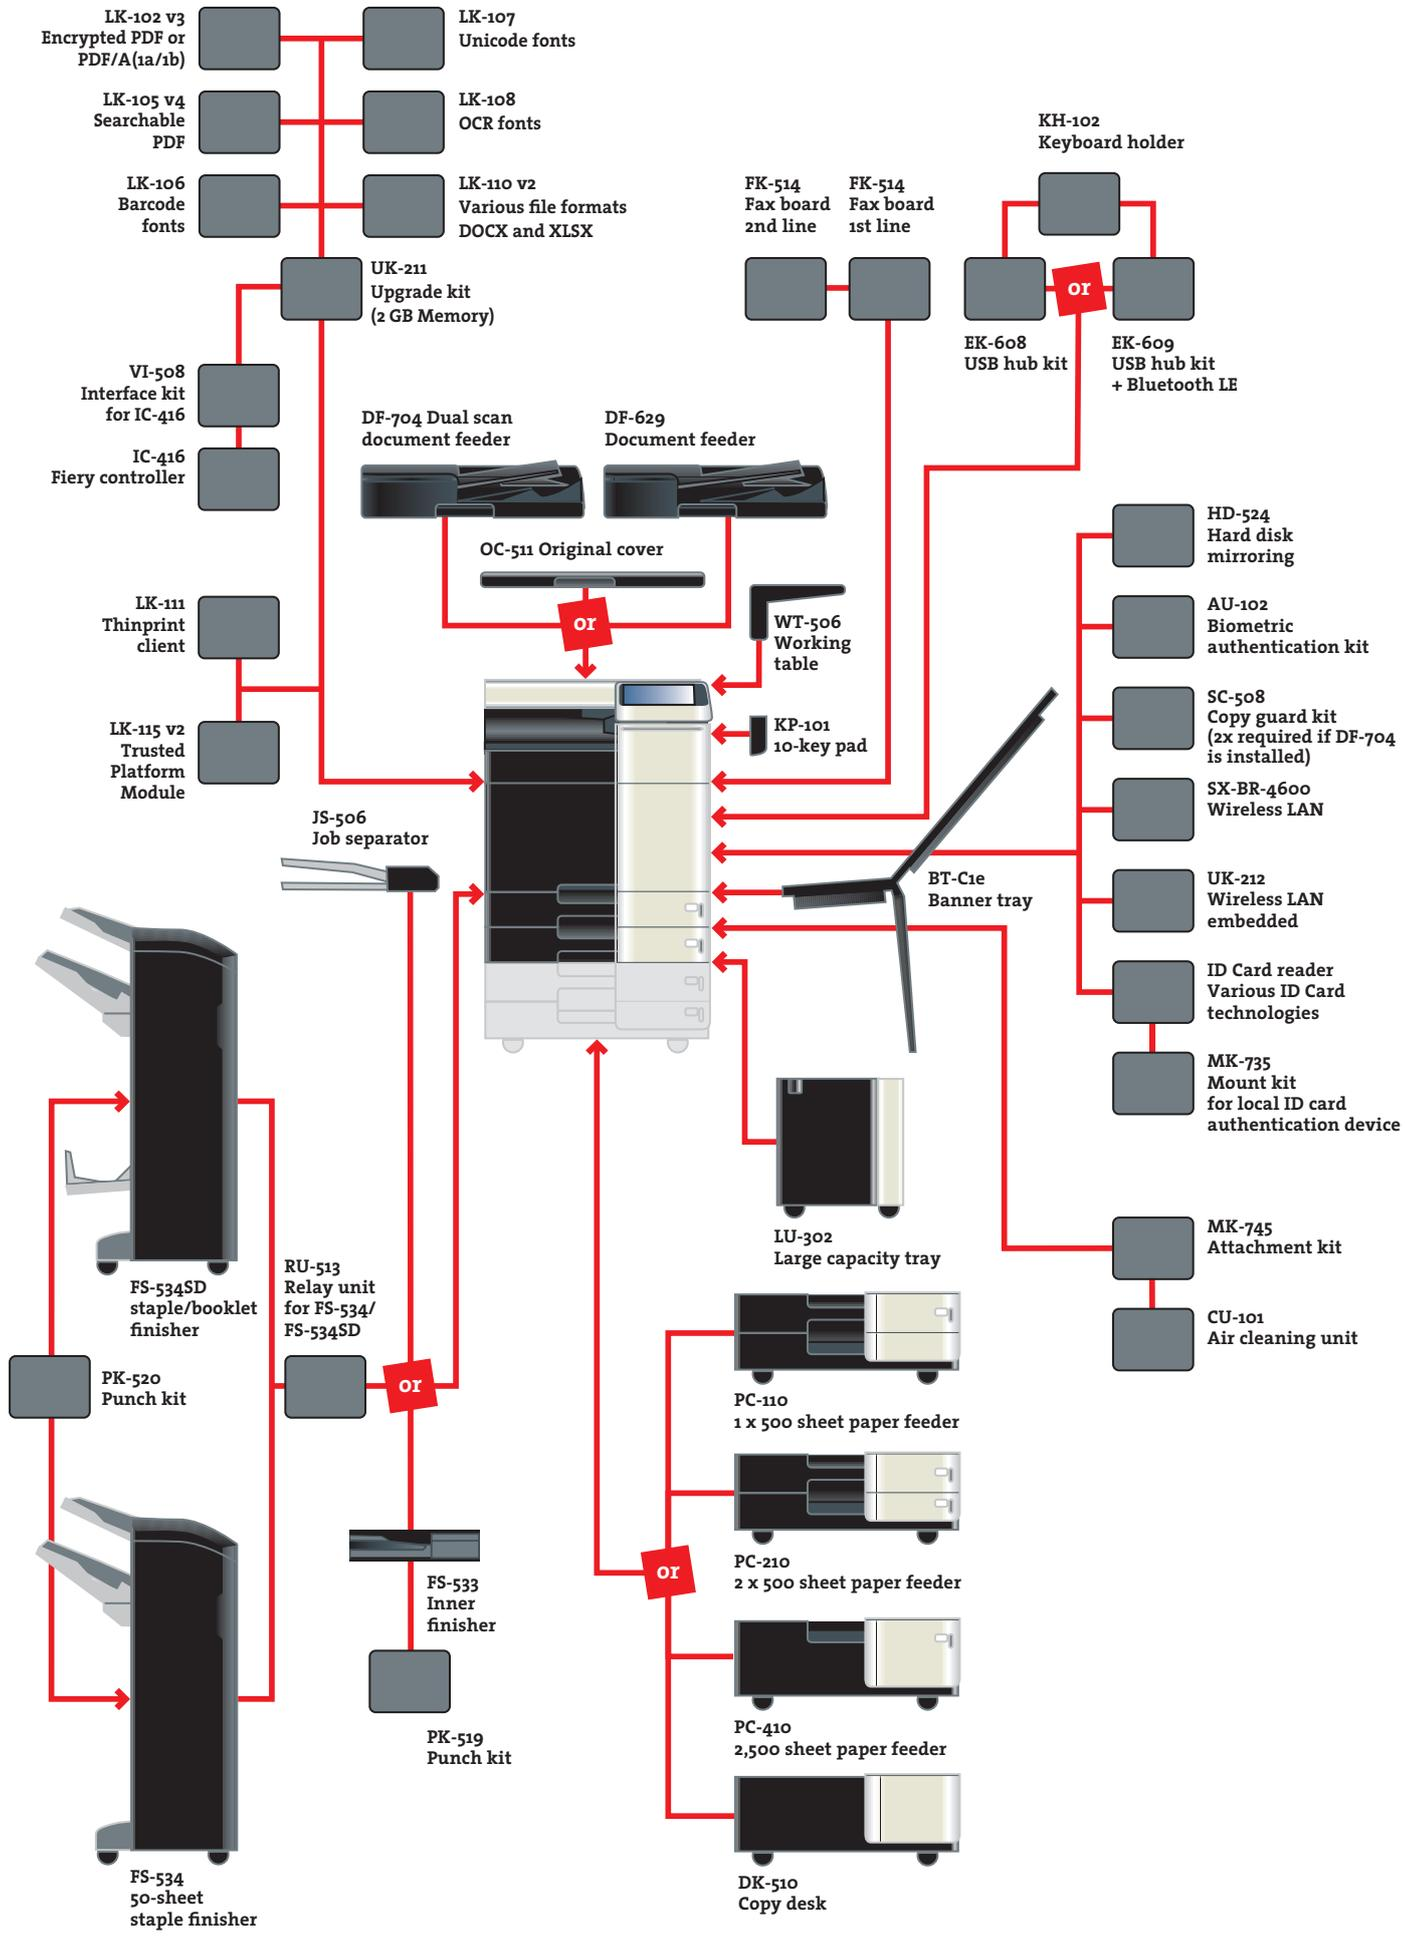 LK-102 v3
Encrypted PDF or
PDF/A(1a/1b)
LK-107
Unicode fonts
LK-105 v4
Searchable
PDF
LK-108
OCR fonts
LK-106
Barcode
fonts
LK-110 v2
Various file formats
DOCX and XLSX
UK-211
Upgrade kit
(2 GB Memory)
VI-508
Interface kit
for IC-416
IC-416
Fiery controller
FK-514
Fax board
2nd line
FK-514
Fax board
1st line
KH-102
Keyboard holder
or
EK-608
USB hub kit
EK-609
USB hub kit
+ Bluetooth LE
DF-704 Dual scan
document feeder
DF-629
Document feeder
OC-511 Original cover
or
WT-506
Working
table
KP-101
10-key pad
LK-111
Thinprint
client
LK-115 v2
Trusted
Platform
Module
JS-506
Job separator
HD-524
Hard disk
mirroring
AU-102
Biometric
authentication kit
SC-508
Copy guard kit
(2x required if DF-704
is installed)
SX-BR-4600
Wireless LAN
BT-C1e
Banner tray
UK-212
Wireless LAN
embedded
ID Card reader
Various ID Card
technologies
MK-735
Mount kit
for local ID card
authentication device
LU-302
Large capacity tray
MK-745
Attachment kit
CU-101
Air cleaning unit
FS-534SD
staple/booklet
finisher
RU-513
Relay unit
for FS-534/
FS-534SD
PK-520
Punch kit
or
PC-110
1 x 500 sheet paper feeder
PC-210
2 x 500 sheet paper feeder
or
FS-533
Inner
finisher
PK-519
Punch kit
PC-410
2,500 sheet paper feeder
DK-510
Copy desk
FS-534
50-sheet
staple finisher